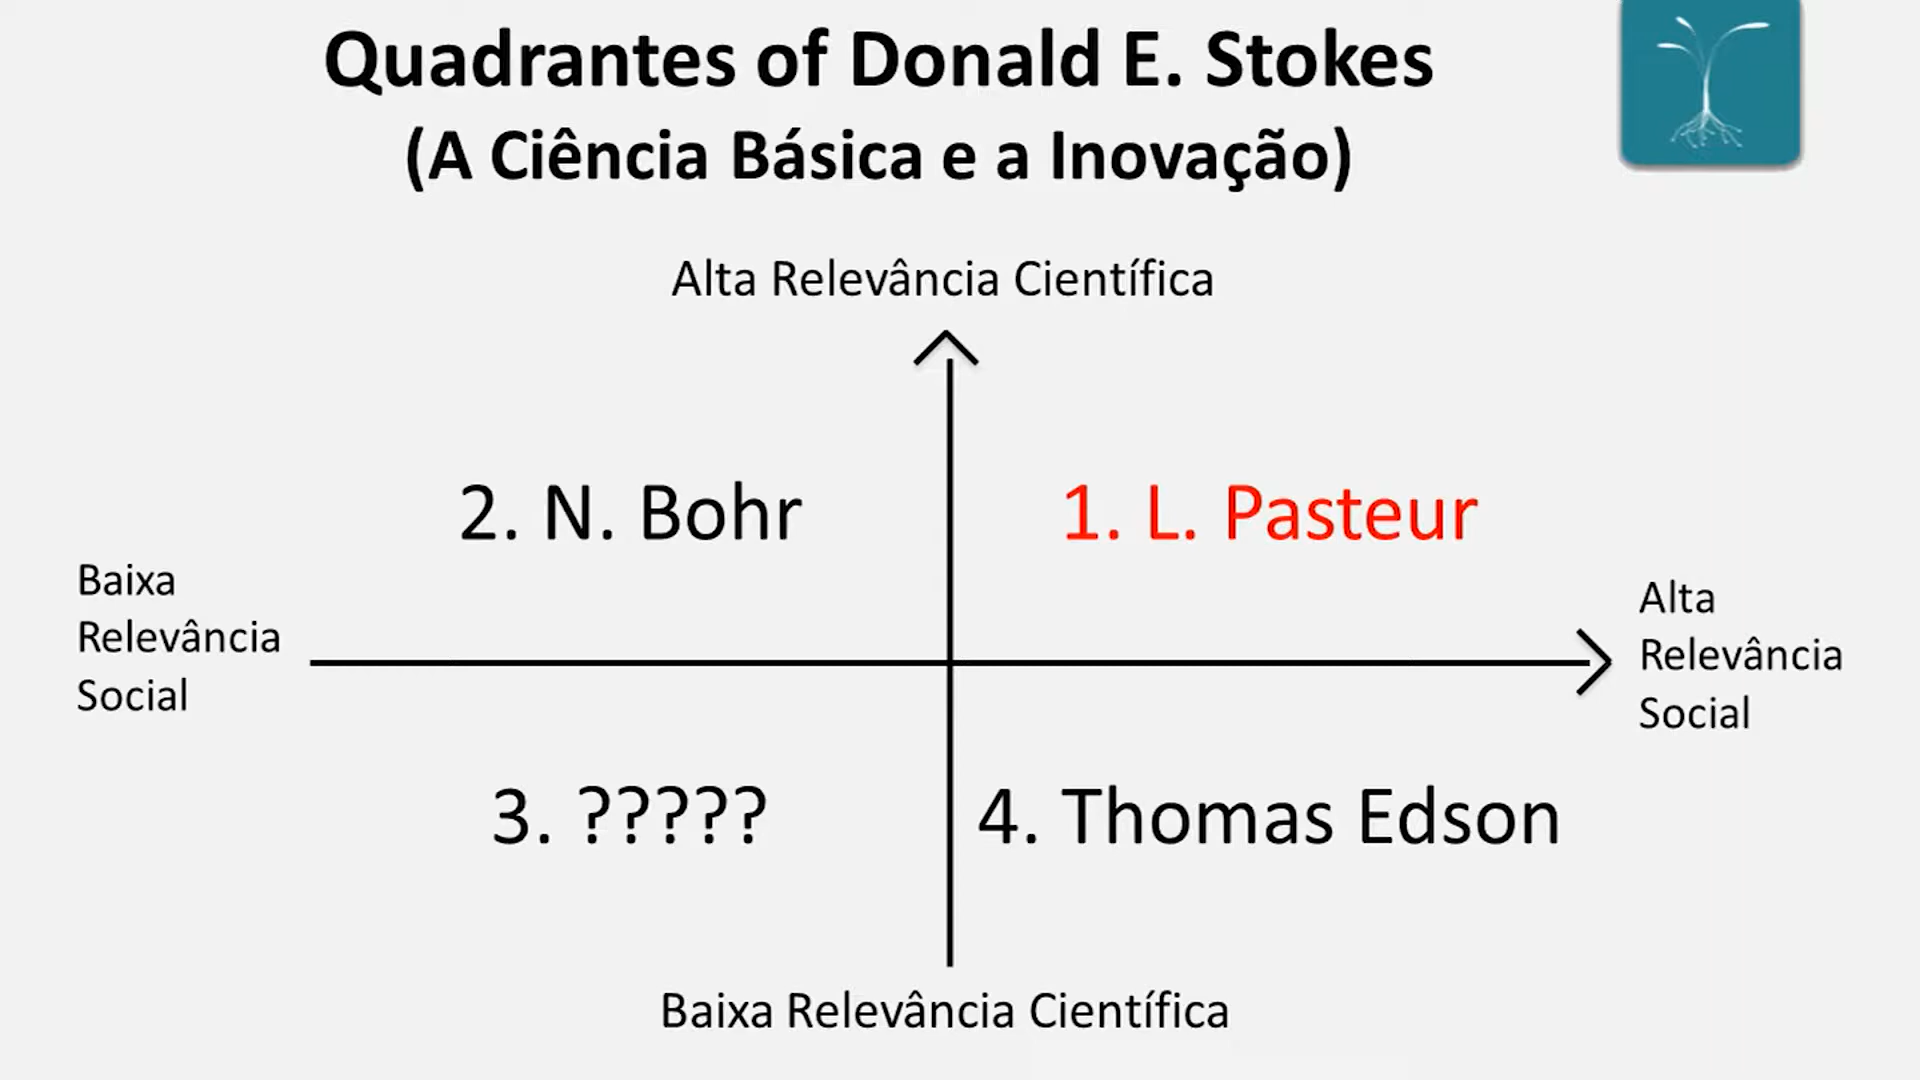 Quadrantes of Donald E. Stokes
(A Ciência Básica e a Inovação)
Alta Relevância Científica
2. N. Bohr
1. L. Pasteur
Baixa
Relevância
Social
Alta
Relevância
Social
3. ?????
4. Thomas Edson
Baixa Relevância Científica